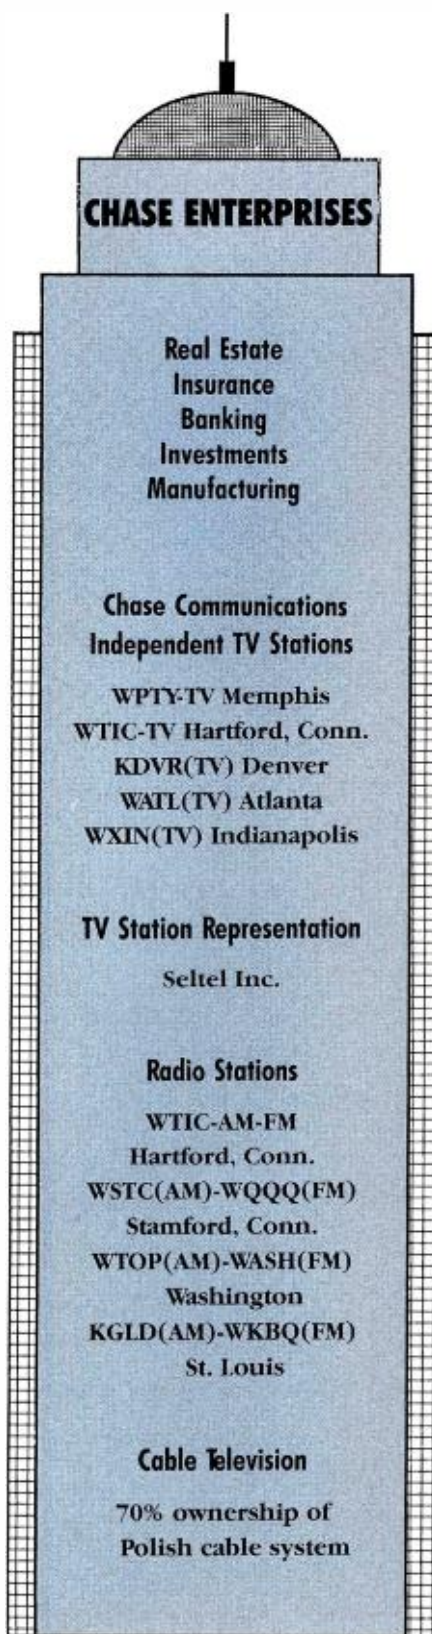 CHASE ENTERPRISES
Real Estate
Insurance
Banking
Investments
Manufacturing
Chase Communications
Independent TV Stations
WPTY-TV Memphis
WTIC-TV Hartford, Conn.
KDVR(TV) Denver
WATL(TV) Atlanta
WXIN(TV) Indianapolis
TV Station Representation
Seltel Inc.
Radio Stations
WTIC-AM-FM
Hartford, Conn.
WSTC(AM)-WQQQ(FM)
Stamford, Conn.
WTOP(AM)-WASH(FM)
Washington
KGLD(AM)-WKBQ(FM)
St. Louis
Cable Television
70% ownership of
Polish cable system